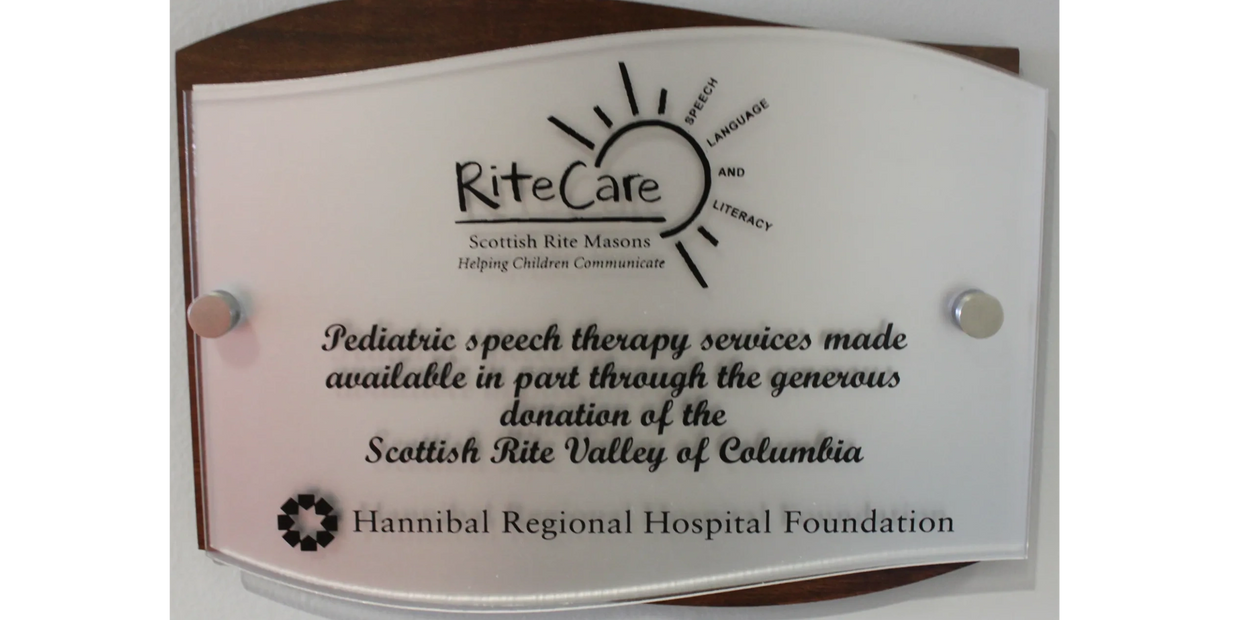 SPEECH
LANGUAGE
AND
LITERACY
RiteCare
Scottish Rite Masons
Helping Children Communicate
Pediatric speech therapy services made
available in part through the generous
donation of the
Scottish Rite Valley of Columbia
Hannibal Regional Hospital Foundation